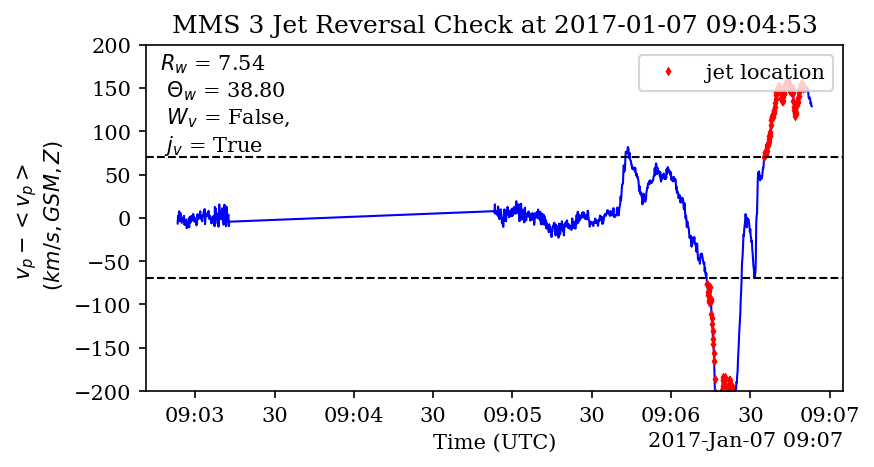 MMS 3 Jet Reversal Check at 2017-01-07 09:04:53
R_w = 7.54
Θ_w = 38.80
W_v = False,
j_v = True
jet location
v_p − < v_p >
(km/s, GSM, Z)
200
150
100
50
0
−50
−100
−150
−200
09:03 30 09:04 30 09:05 30 09:06 30 09:07
Time (UTC)
2017-Jan-07 09:07